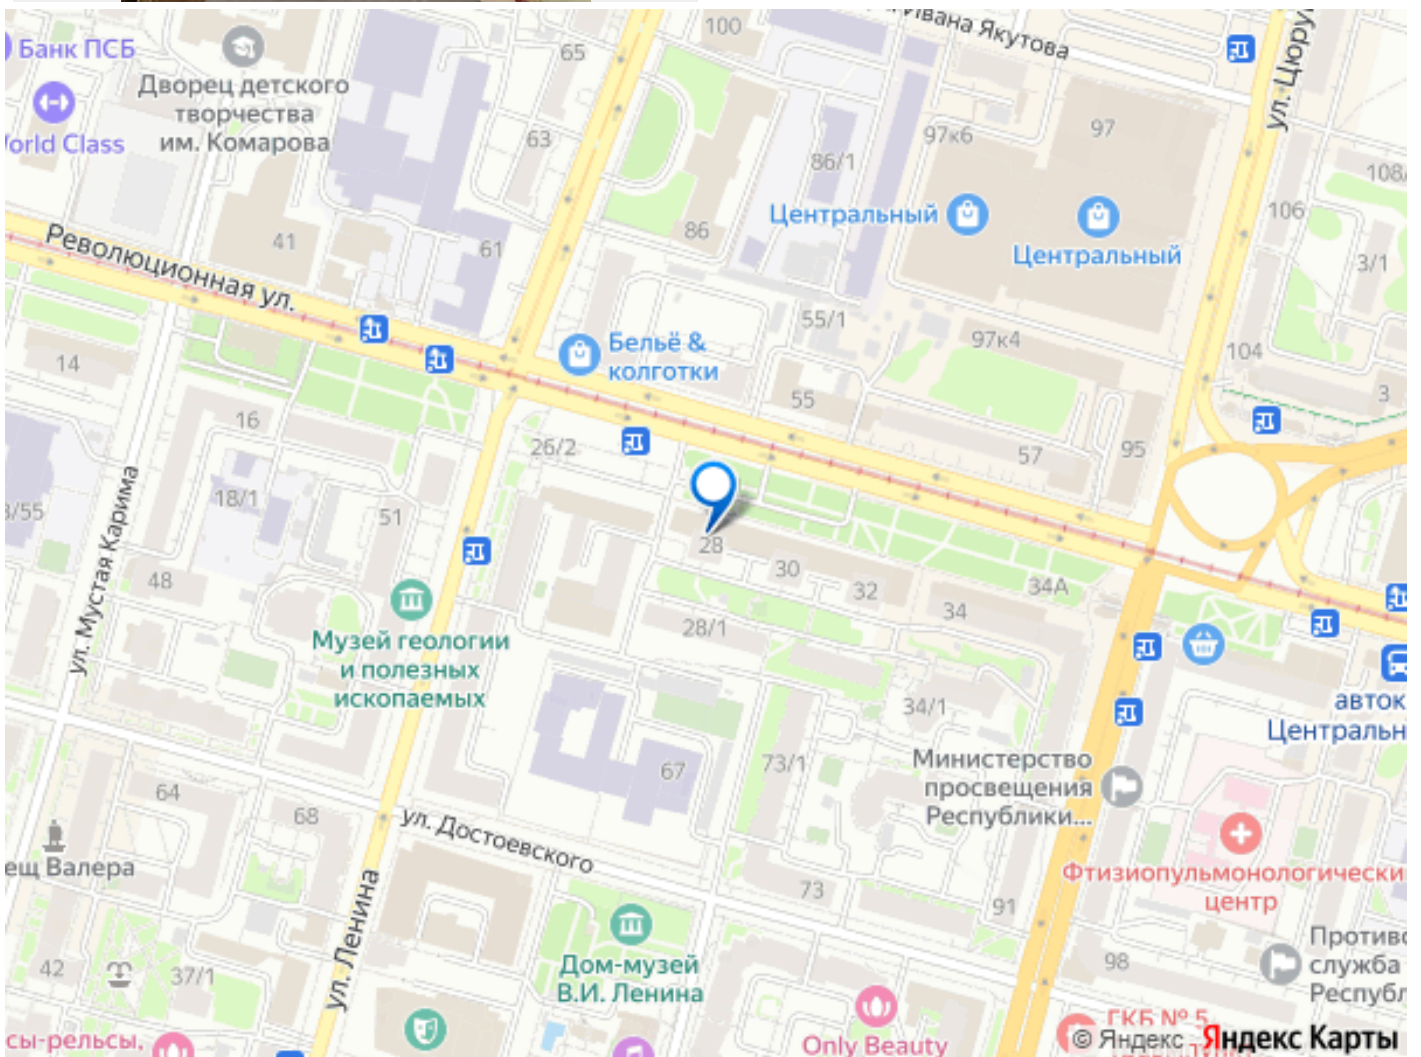 100
Ивана Якутова
ул. Цюру
65
Банк ПСБ
Дворец детского
творчества
им. Комарова
orld Class
63
97к6
97
86/1
108/
Центральный
Центральный
106
86
Революционная ул.
41
61
3/1
55/1
97к4
Бельё &
колготки
104
14
55
3
16
26/2
57
95
18/1
51
3/55
ул. Мустая Карима
28
30
48
32
34А
34
Музей геологии
и полезных
ископаемых
28/1
34/1
авток
Центральн
67
73/1
Министерство
просвещения
Республики...
64
68
ул. Достоевского
ещ Валера
Фтизиопульмонологически
центр
73
91
ул. Ленина
42
37/1
Дом-музей
В.И. Ленина
98
Против
служба
Республ
сы-рельсы,
Only Beauty
ГКБ № 5
© Яндекс Яндекс Карты